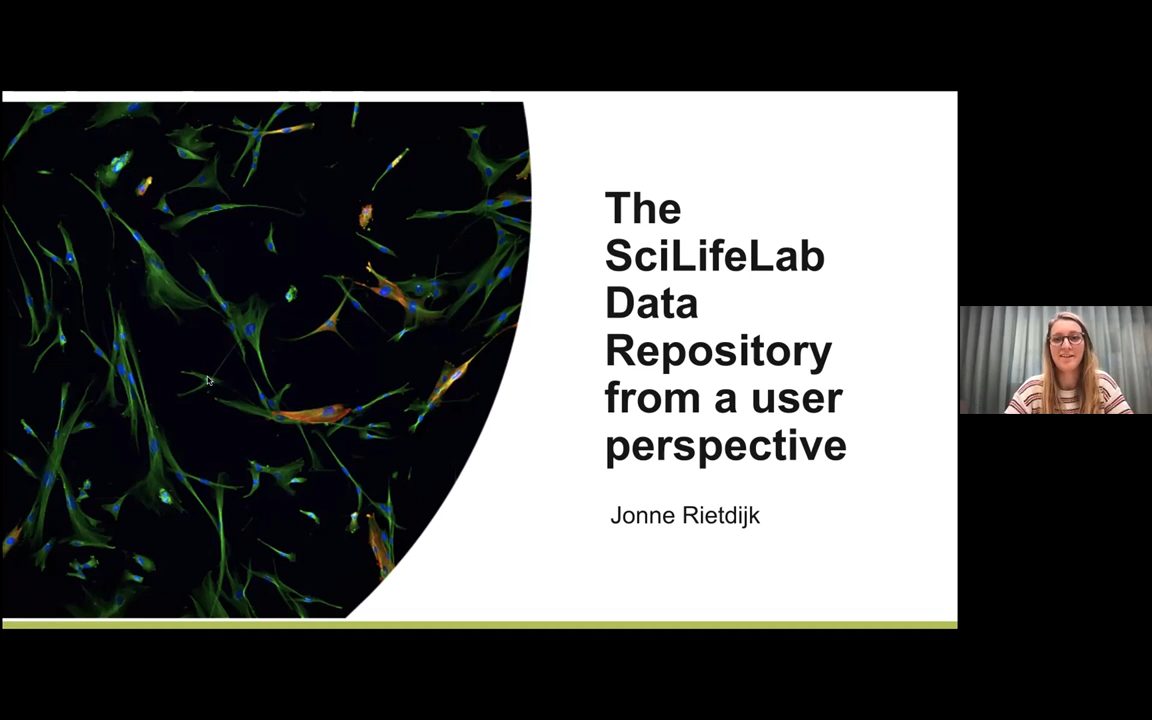 The
SciLifeLab
Data
Repository
from a user
perspective
Jonne Rietdijk